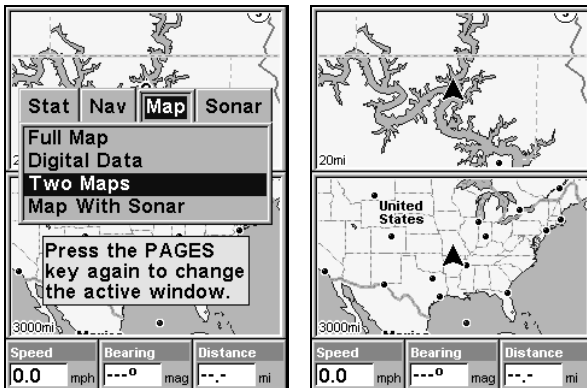 Stat Nav Map Sonar
Full Map
Digital Data
Two Maps
Map With Sonar
Press the PAGES
key again to change
the active window.
3000mi
Speed Bearing Distance
0.0 mph ---° mag --.- mi
20mi
United
States
3000mi
Speed Bearing Distance
0.0 mph ---° mag --.- mi